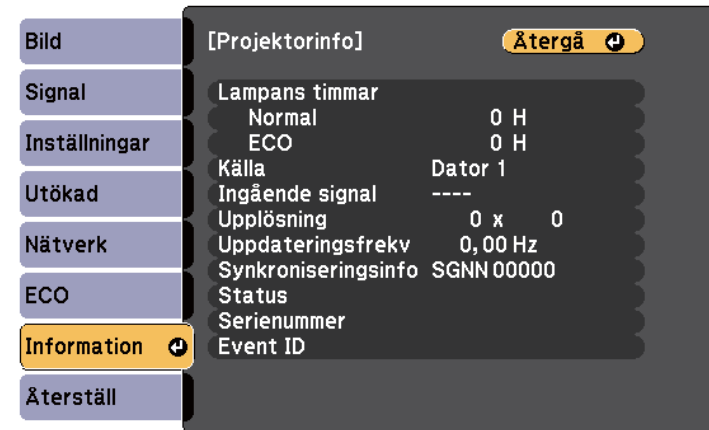 Bild
Signal
Inställningar
Utökad
Nätverk
ECO
Information
Återställ
[Projektorinfo]
Återgå
Lampans timmar
Normal 0 H
ECO 0 H
Källa Dator 1
Ingående signal ----
Upplösning 0 x 0
Uppdateringsfrekv 0,00 Hz
Synkroniseringsinfo SGNN 00000
Status
Serienummer
Event ID